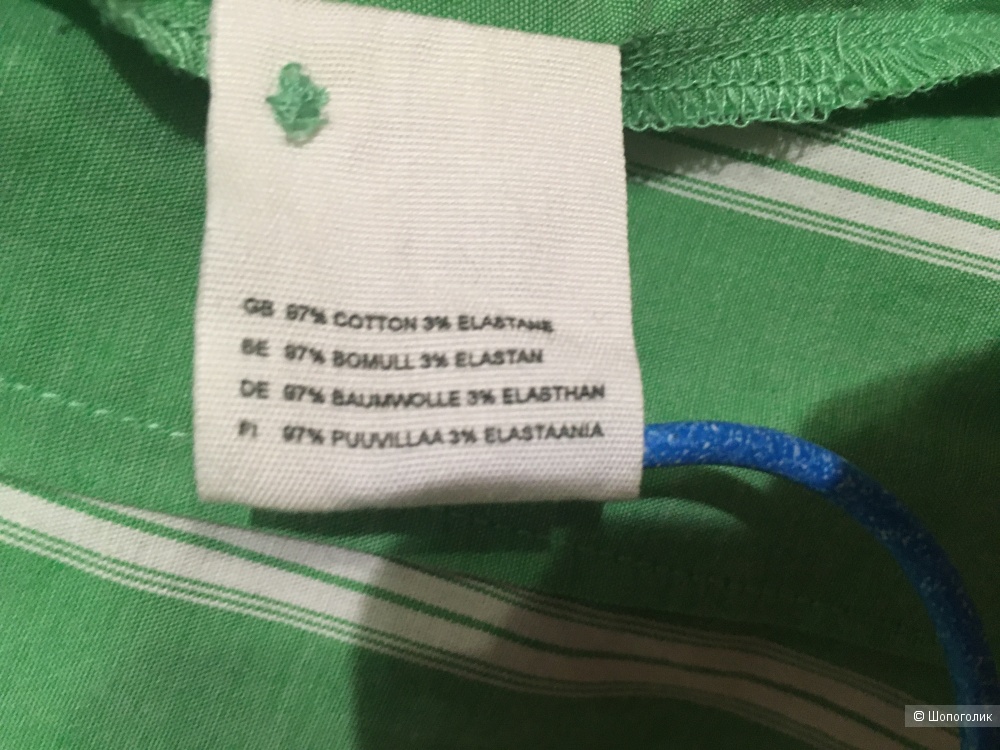 GB 97% COTTON 3% ELASTANE
SE 97% BOMULL 3% ELASTAN
DE 97% BAUMWOLLE 3% ELASTHAN
FI 97% PUUVILLAA 3% ELASTAANIA
© Шопоголик